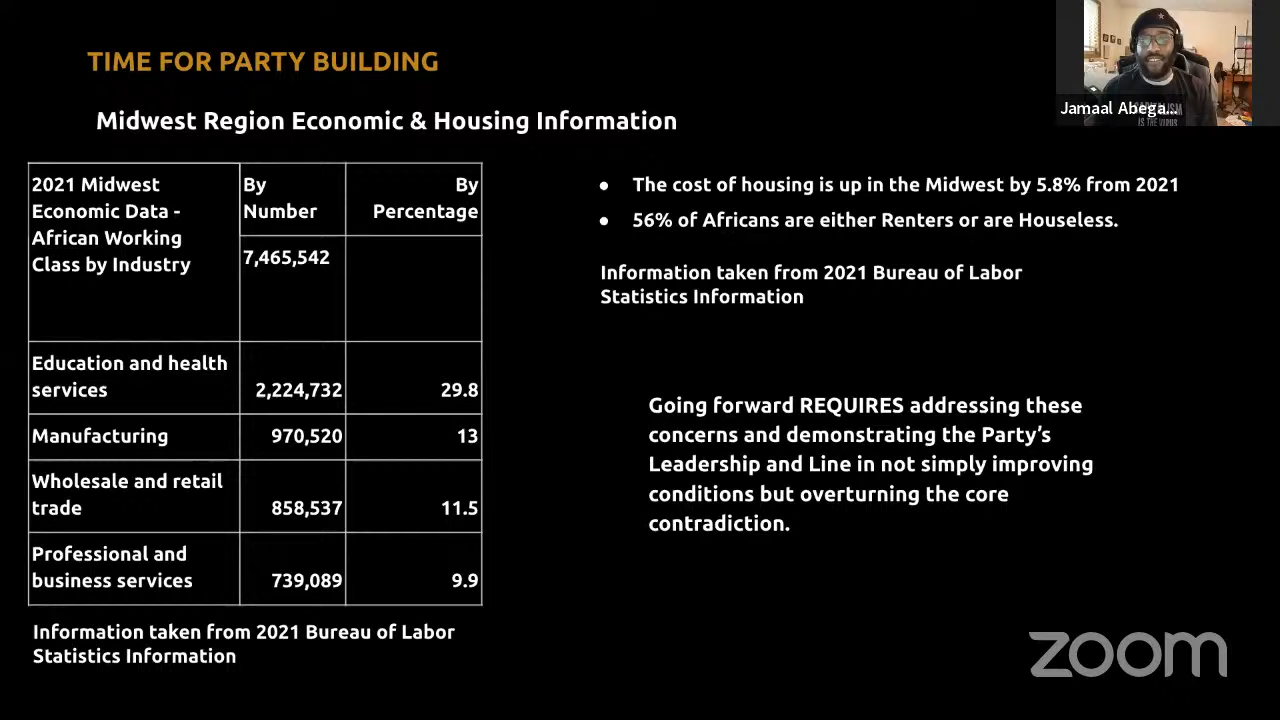 TIME FOR PARTY BUILDING
Midwest Region Economic & Housing Information
2021 Midwest
Economic Data -
African Working
Class by Industry
By
Number
By
Percentage
7,465,542
Education and health
services
2,224,732
29.8
Manufacturing
970,520
13
Wholesale and retail
trade
858,537
11.5
Professional and
business services
739,089
9.9
Information taken from 2021 Bureau of Labor
Statistics Information
The cost of housing is up in the Midwest by 5.8% from 2021
56% of Africans are either Renters or are Houseless.
Information taken from 2021 Bureau of Labor
Statistics Information
Going forward REQUIRES addressing these
concerns and demonstrating the Party's
Leadership and Line in not simply improving
conditions but overturning the core
contradiction.
Jamaal Abega...
IS THE VIRUS
zoom